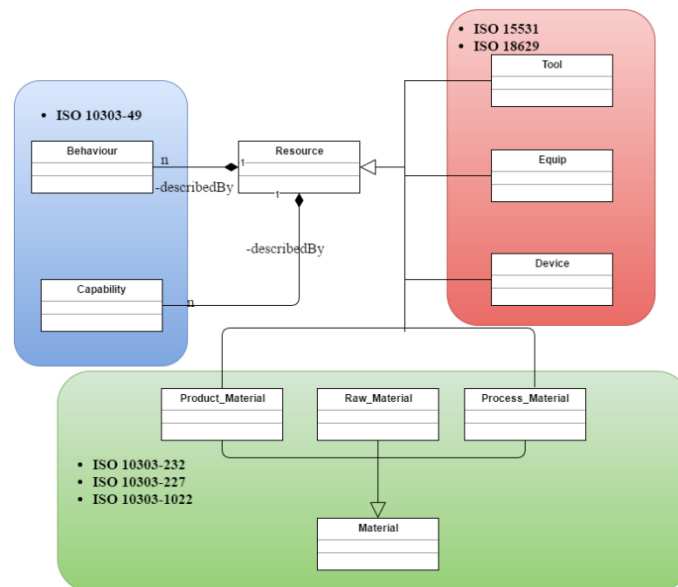 • ISO 15531
• ISO 18629
Tool
• ISO 10303-49
Behaviour
n
1
Resource
-describedBy
1
Equip
-describedBy
Capability
n
Device
Product_Material
Raw_Material
Process_Material
• ISO 10303-232
• ISO 10303-227
• ISO 10303-1022
Material